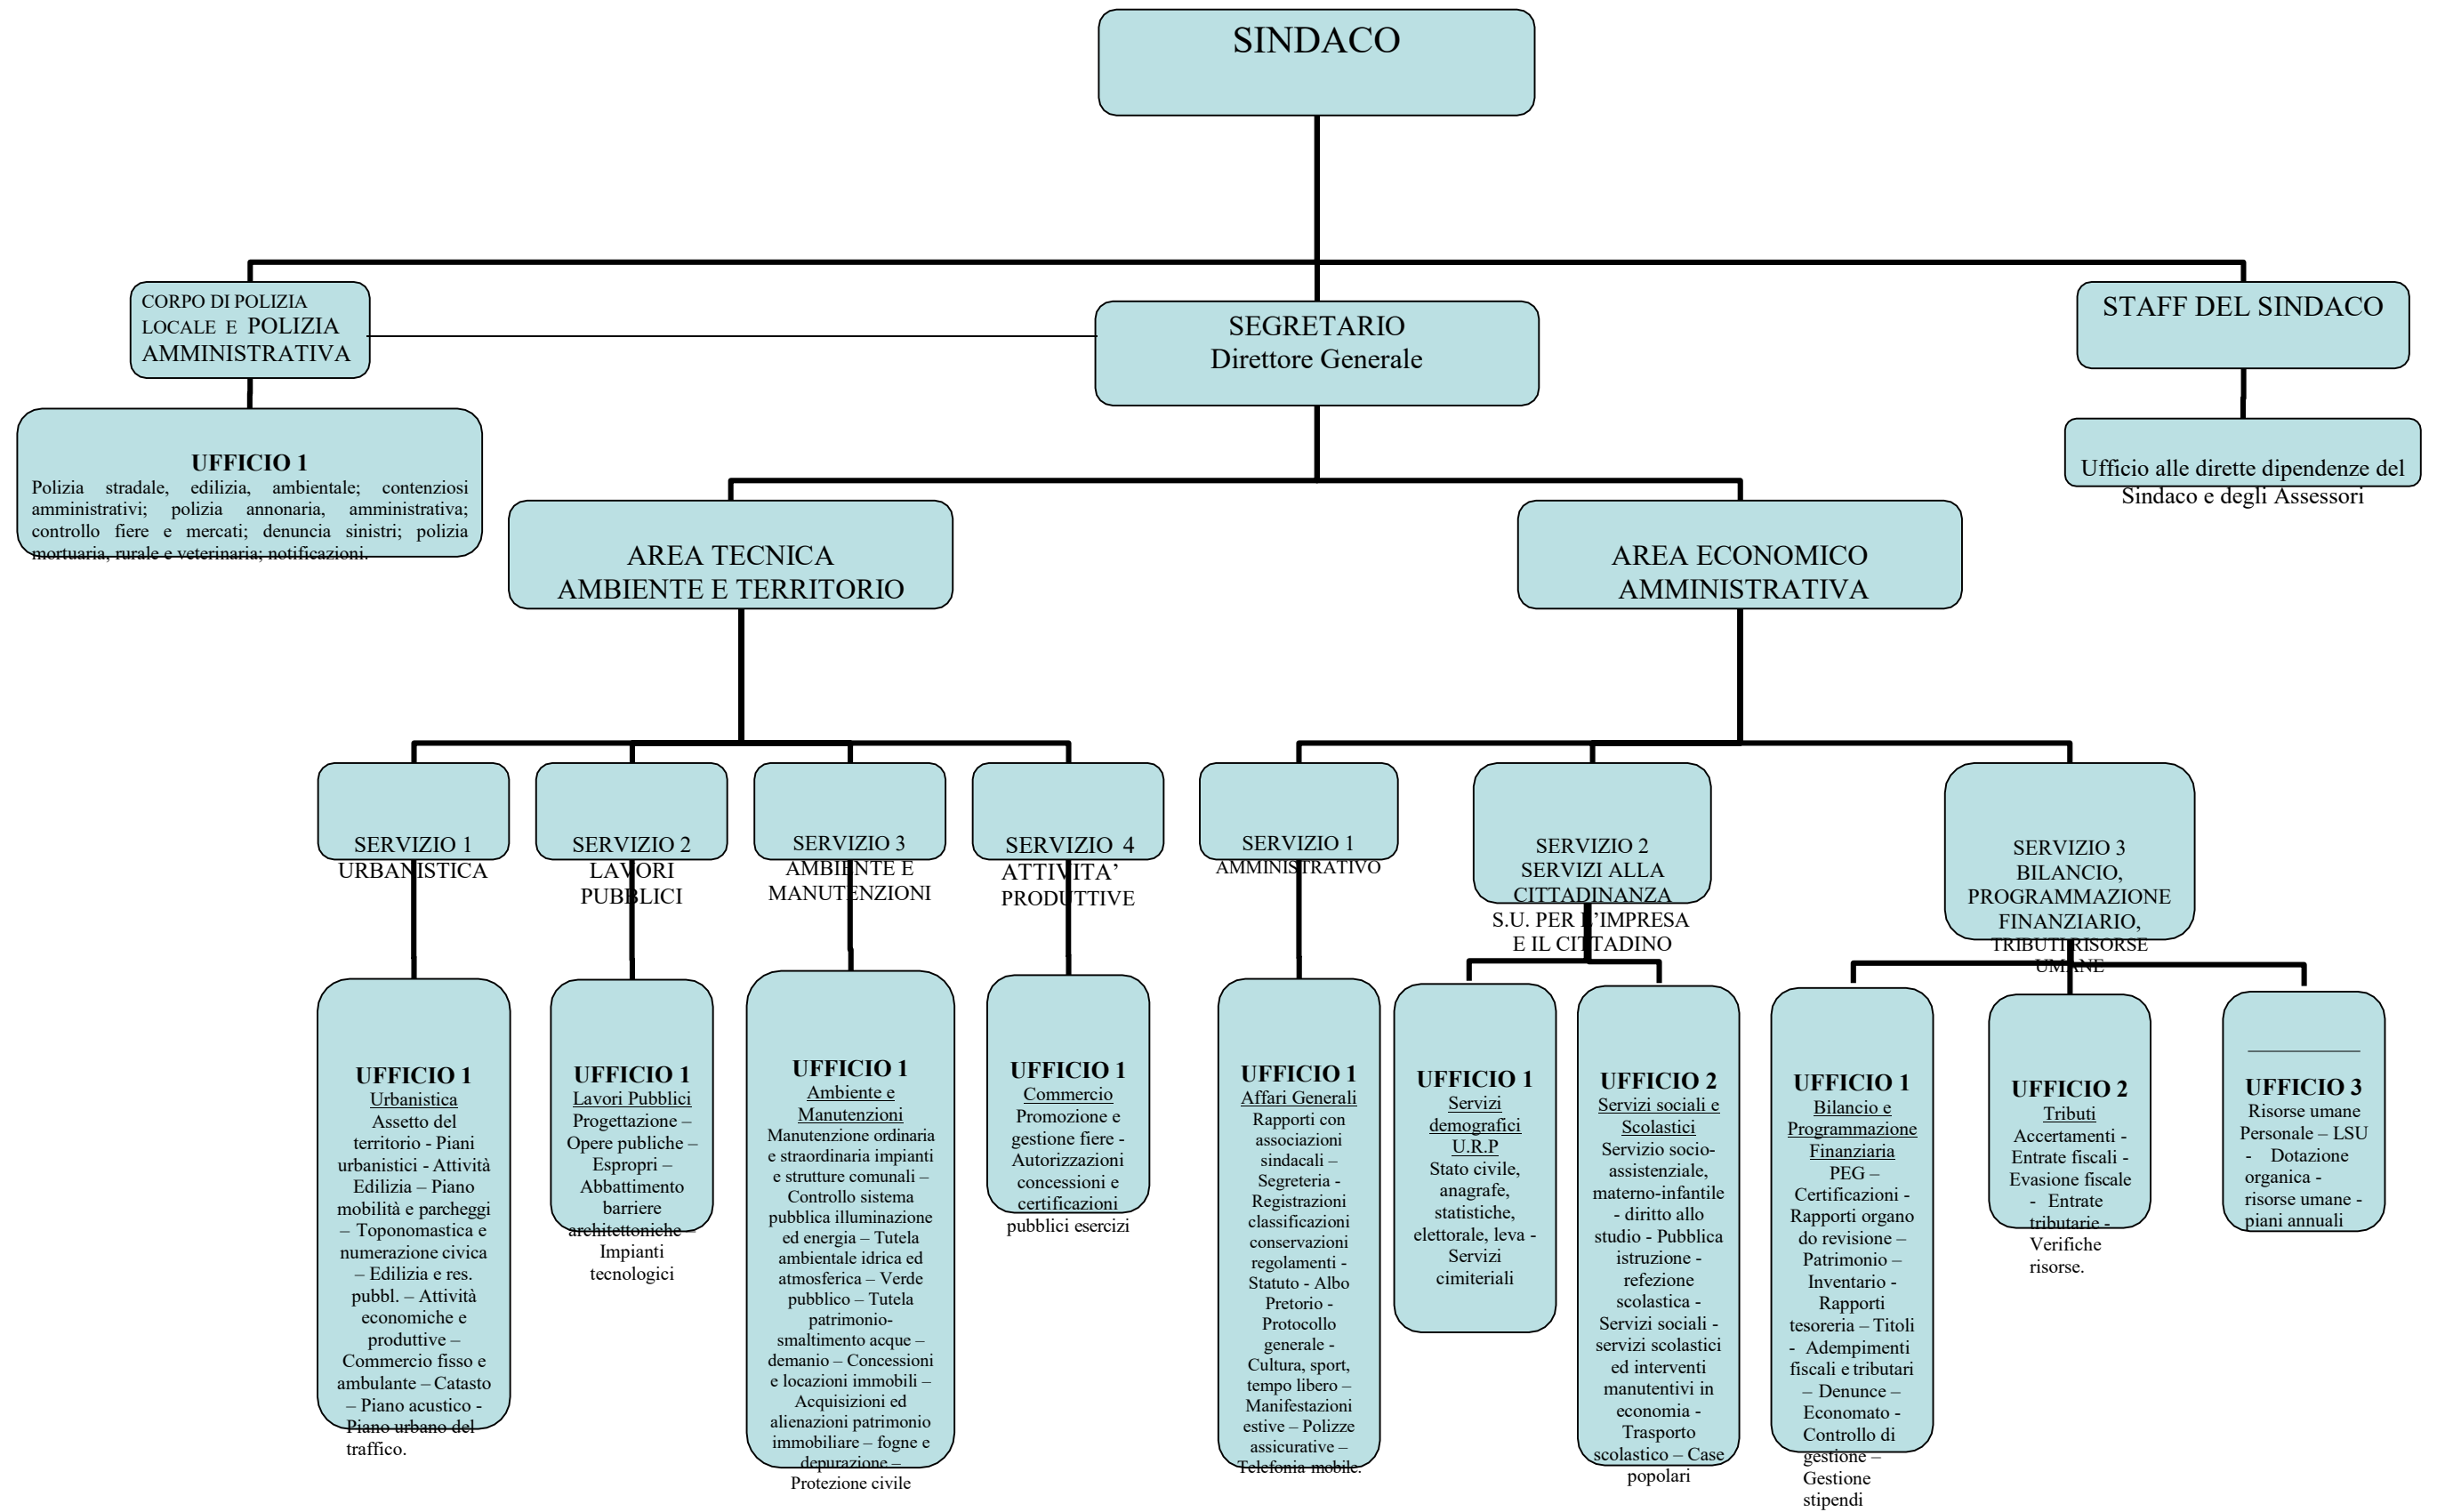 SINDACO
CORPO DI POLIZIA
LOCALE E POLIZIA
AMMINISTRATIVA
SEGRETARIO
Direttore Generale
STAFF DEL SINDACO
UFFICIO 1
Polizia stradale, edilizia, ambientale; contenziosi
amministrativi; polizia annonaria, amministrativa;
controllo fiere e mercati; denuncia sinistri; polizia
mortuaria, rurale e veterinaria; notificazioni.
Ufficio alle dirette dipendenze del
Sindaco e degli Assessori
AREA TECNICA
AMBIENTE E TERRITORIO
AREA ECONOMICO
AMMINISTRATIVA
SERVIZIO 1
URBANISTICA
SERVIZIO 2
LAVORI
PUBBLICI
SERVIZIO 3
AMBIENTE E
MANUTENZIONI
SERVIZIO 4
ATTIVITA’
PRODUTTIVE
SERVIZIO 1
AMMINISTRATIVO
SERVIZIO 2
SERVIZI ALLA
CITTADINANZA
S.U. PER L’IMPRESA
E IL CITTADINO
SERVIZIO 3
BILANCIO,
PROGRAMMAZIONE
FINANZIARIO,
TRIBUTI RISORSE
UMANE
UFFICIO 1
Urbanistica
Assetto del
territorio - Piani
urbanistici - Attività
Edilizia – Piano
mobilità e parcheggi
– Toponomastica e
numerazione civica
– Edilizia e res.
pubbl. – Attività
economiche e
produttive –
Commercio fisso e
ambulante – Catasto
– Piano acustico -
Piano urbano del
traffico.
UFFICIO 1
Lavori Pubblici
Progettazione –
Opere publiche –
Espropri –
Abbattimento
barriere
architettoniche –
Impianti
tecnologici
UFFICIO 1
Ambiente e
Manutenzioni
Manutenzione ordinaria
e straordinaria impianti
e strutture comunali –
Controllo sistema
pubblica illuminazione
ed energia – Tutela
ambientale idrica ed
atmosferica – Verde
pubblico – Tutela
patrimonio-
smaltimento acque –
demanio – Concessioni
e locazioni immobili –
Acquisizioni ed
alienazioni patrimonio
immobiliare – fogne e
depurazione –
Protezione civile
UFFICIO 1
Commercio
Promozione e
gestione fiere -
Autorizzazioni
concessioni e
certificazioni
pubblici esercizi
UFFICIO 1
Affari Generali
Rapporti con
associazioni
sindacali –
Segreteria -
Registrazioni
classificazioni
conservazioni
regolamenti -
Statuto - Albo
Pretorio -
Protocollo
generale -
Cultura, sport,
tempo libero –
Manifestazioni
estive – Polizze
assicurative –
Telefonia mobile.
UFFICIO 1
Servizi
demografici
U.R.P
Stato civile,
anagrafe,
statistiche,
elettorale, leva -
Servizi
cimiteriali
UFFICIO 2
Servizi sociali e
Scolastici
Servizio socio-
assistenziale,
materno-infantile
- diritto allo
studio - Pubblica
istruzione -
refezione
scolastica -
Servizi sociali -
servizi scolastici
ed interventi
manutentivi in
economia -
Trasporto
scolastico – Case
popolari
UFFICIO 1
Bilancio e
Programmazione
Finanziaria
PEG –
Certificazioni -
Rapporti organo
do revisione –
Patrimonio –
Inventario -
Rapporti
tesoreria – Titoli
- Adempimenti
fiscali e tributari
– Denunce –
Economato -
Controllo di
gestione –
Gestione
stipendi
UFFICIO 2
Tributi
Accertamenti -
Entrate fiscali -
Evasione fiscale
- Entrate
tributarie -
Verifiche
risorse.
UFFICIO 3
Risorse umane
Personale – LSU
- Dotazione
organica -
risorse umane -
piani annuali